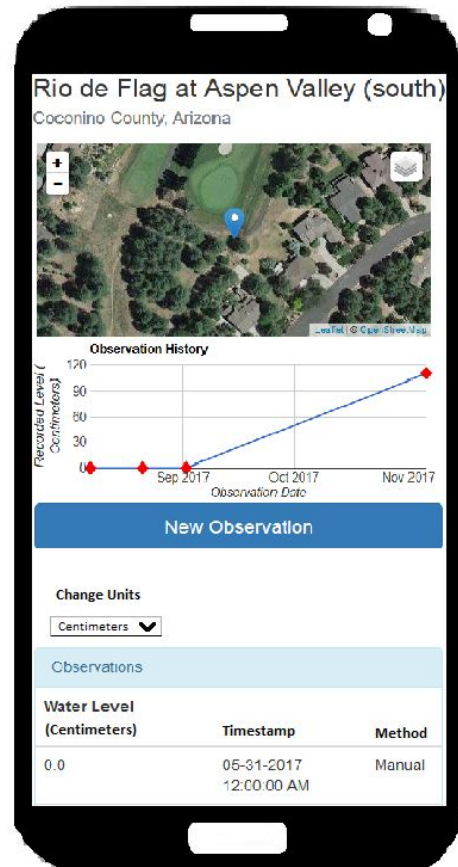 Rio de Flag at Aspen Valley (south)
Coconino County, Arizona
+
−
Leaflet | © OpenStreetMap
Observation History
Recorded Level (
Centimeters)
120
90
60
30
0
Sep 2017
Oct 2017
Nov 2017
Observation Date
New Observation
Change Units
Centimeters
Observations
Water Level
(Centimeters)
Timestamp
Method
0.0
05-31-2017
Manual
12:00:00 AM